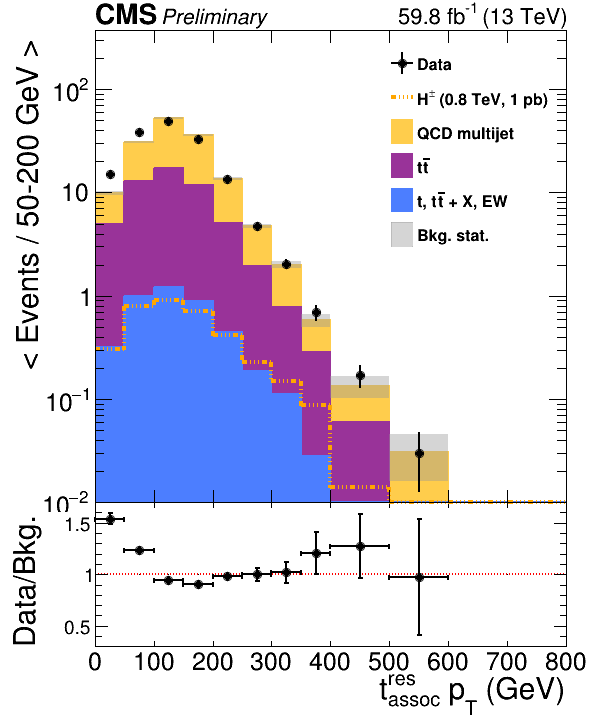 CMS Preliminary 59.8 fb⁻¹ (13 TeV)
< Events / 50-200 GeV >
10²
10
1
10⁻¹
10⁻²
Data
H± (0.8 TeV, 1 pb)
QCD multijet
tt̄
t, tt̄ + X, EW
Bkg. stat.
Data/Bkg.
1.5
1
0.5
0 100 200 300 400 500 600 700 800
t^res_assoc p_T (GeV)